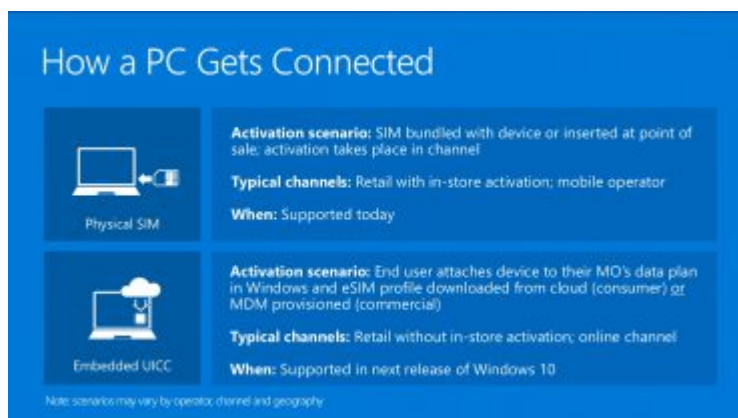 How a PC Gets Connected
Physical SIM
Activation scenario: SIM bundled with device or inserted at point of
sale; activation takes place in channel
Typical channels: Retail with in-store activation; mobile operator
When: Supported today
Embedded UICC
Activation scenario: End user attaches device to their MO's data plan
in Windows and eSIM profile downloaded from cloud (consumer) or
MDM provisioned (commercial)
Typical channels: Retail without in-store activation; online channel
When: Supported in next release of Windows 10
Note: scenarios may vary by operator, channel and geography